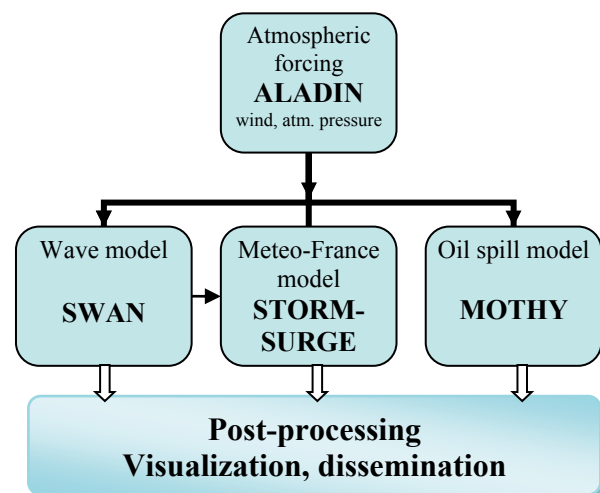 Atmospheric
forcing
ALADIN
wind, atm. pressure
Wave model
SWAN
Meteo-France
model
STORM-
SURGE
Oil spill model
MOTHY
Post-processing
Visualization, dissemination